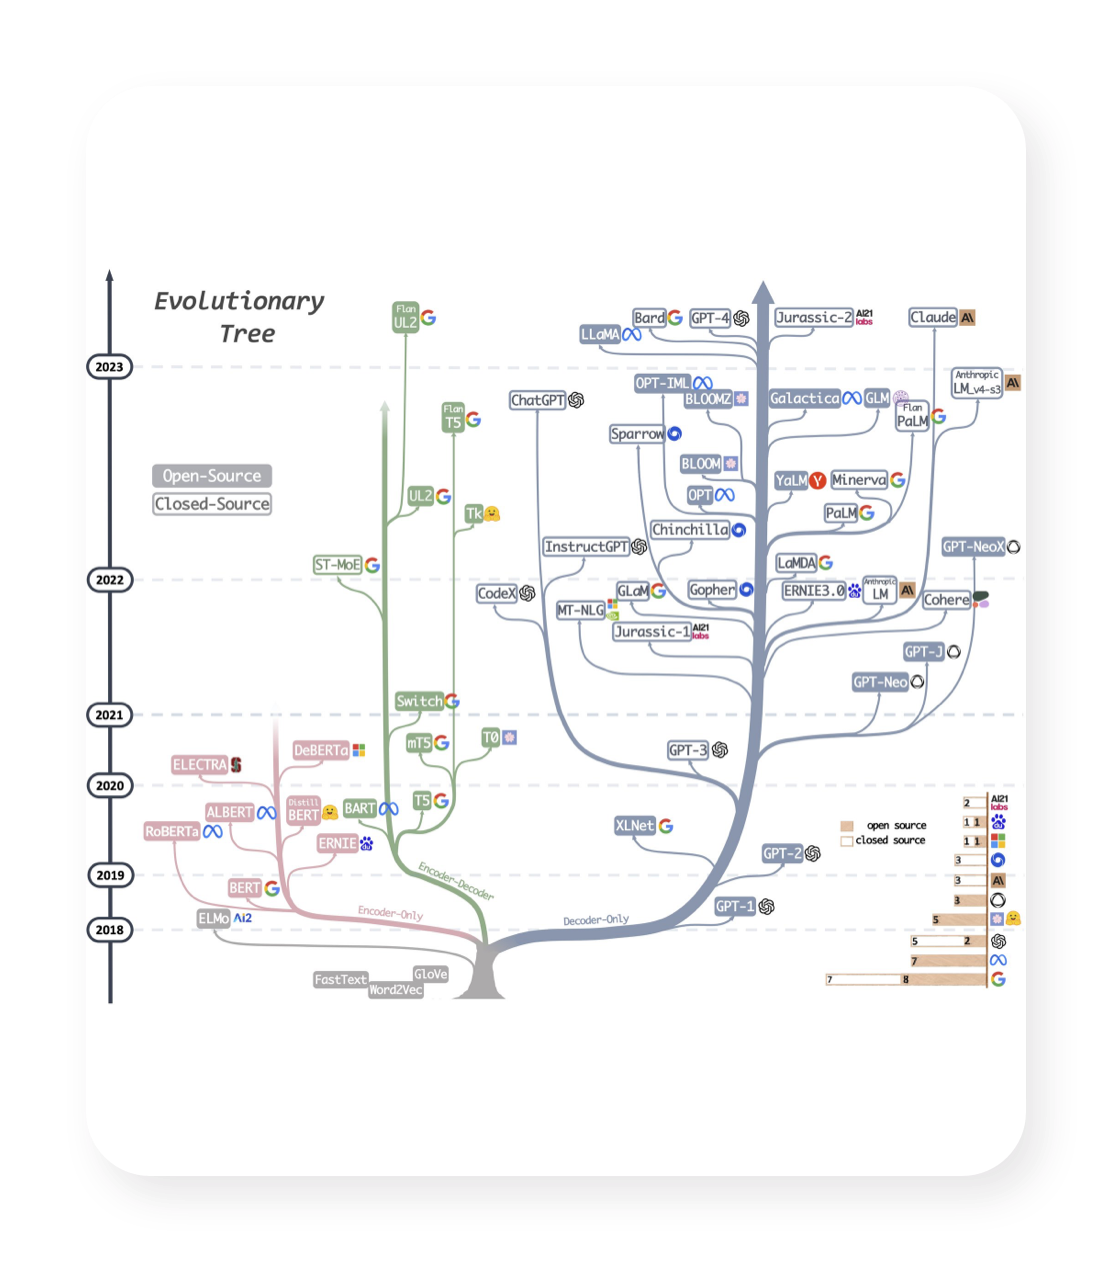 Evolutionary
Tree
Flan
UL2
Bard
GPT-4
Jurassic-2
AI21
labs
Claude
A\
LLaMA
2023
OPT-IML
Anthropic
LM_v4-s3
A\
ChatGPT
BLOOMZ
Galactica
GLM
Flan
PaLM
Flan
T5
Sparrow
Open-Source
BLOOM
YaLM
Y
Minerva
Closed-Source
UL2
OPT
Tk
PaLM
Chinchilla
InstructGPT
GPT-NeoX
ST-MoE
LaMDA
2022
CodeX
GLaM
Gopher
ERNIE3.0
Anthropic
LM
A\
Cohere
MT-NLG
Jurassic-1
AI21
labs
GPT-J
GPT-Neo
Switch
2021
mT5
T0
DeBERTa
GPT-3
ELECTRA
2020
Distill
BERT
BART
T5
ALBERT
RoBERTa
ERNIE
XLNet
GPT-2
2
AI21
labs
open source
1 1
closed source
1 1
3
3
A\
3
5
5 2
7
7 8
2019
Encoder-Decoder
BERT
Encoder-Only
Decoder-Only
GPT-1
ELMo
Ai2
2018
FastText
GloVe
Word2Vec